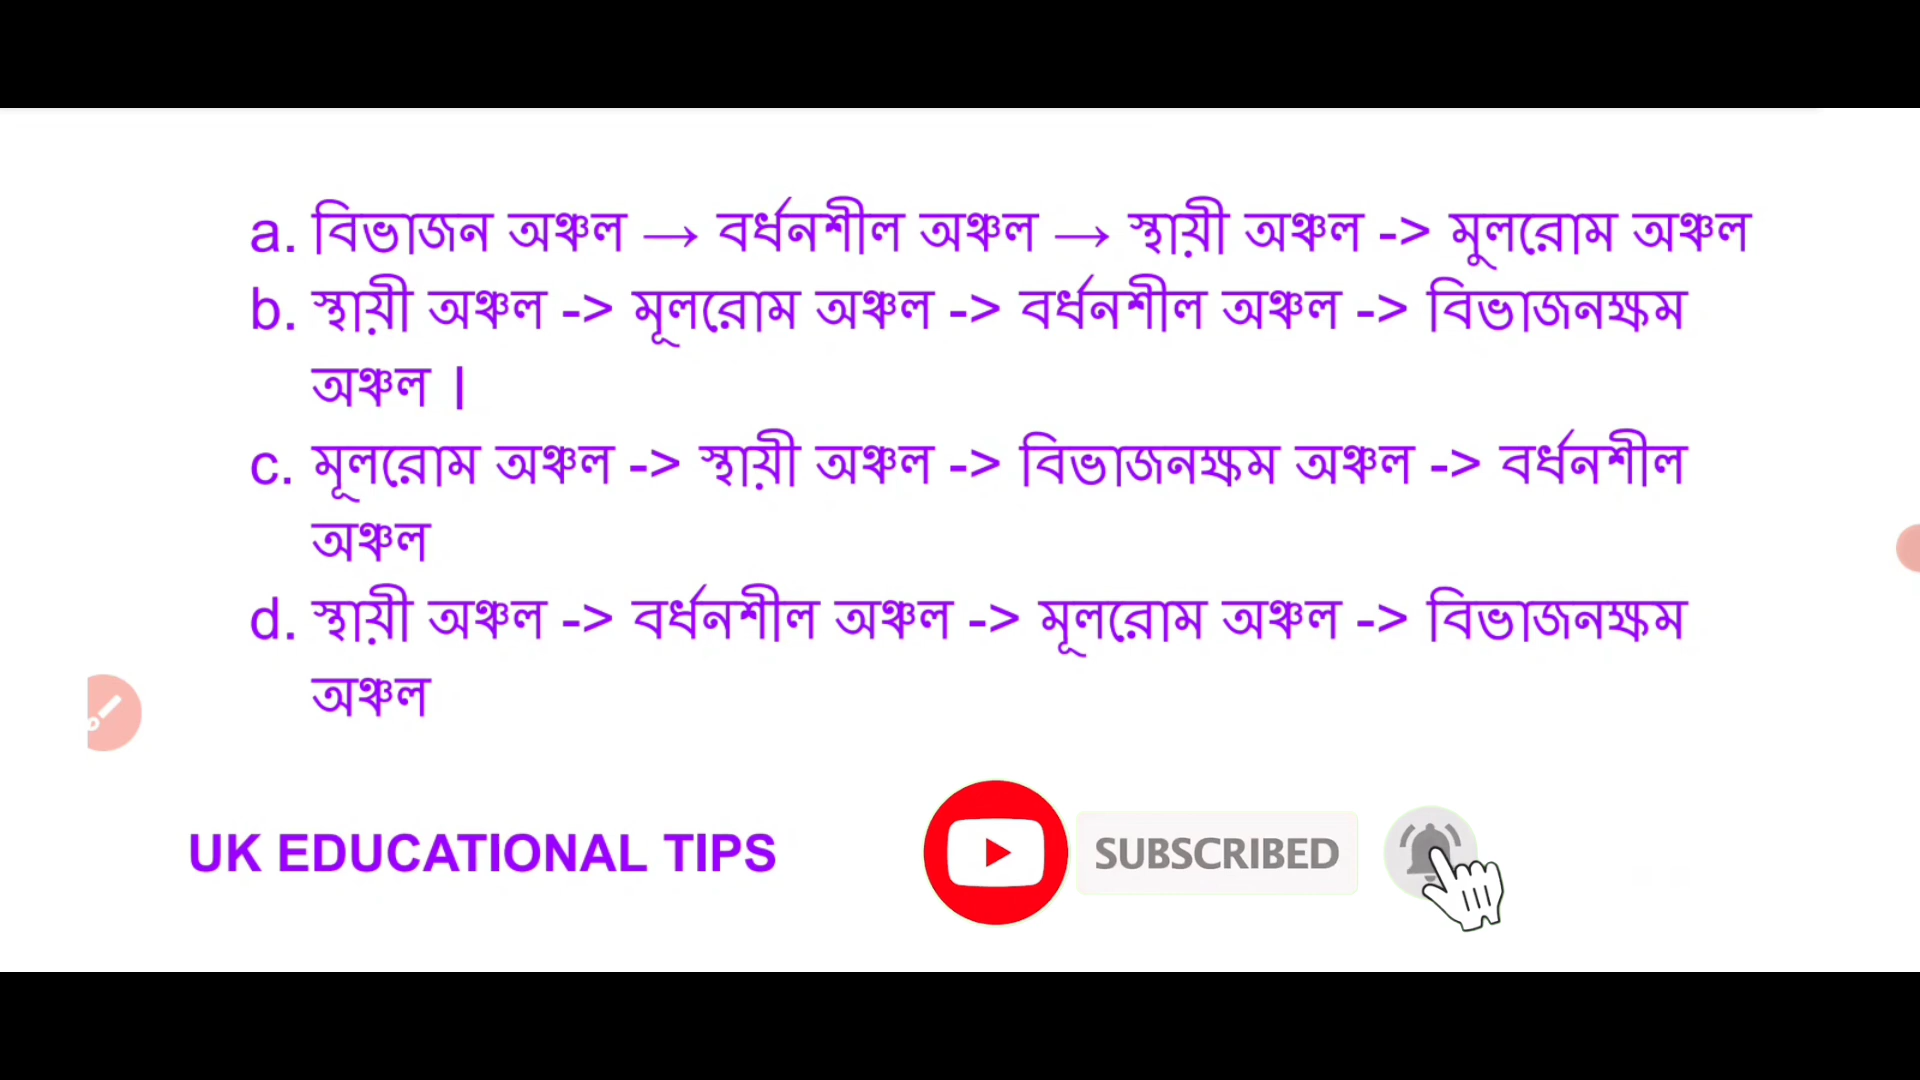 a. বিভাজন অঞ্চল → বর্ধনশীল অঞ্চল → স্থায়ী অঞ্চল -> মুলরোম অঞ্চল
b. স্থায়ী অঞ্চল -> মূলরোম অঞ্চল -> বর্ধনশীল অঞ্চল -> বিভাজনক্ষম
অঞ্চল |
c. মূলরোম অঞ্চল -> স্থায়ী অঞ্চল -> বিভাজনক্ষম অঞ্চল -> বর্ধনশীল
অঞ্চল
d. স্থায়ী অঞ্চল -> বর্ধনশীল অঞ্চল -> মূলরোম অঞ্চল -> বিভাজনক্ষম
অঞ্চল
UK EDUCATIONAL TIPS
SUBSCRIBED